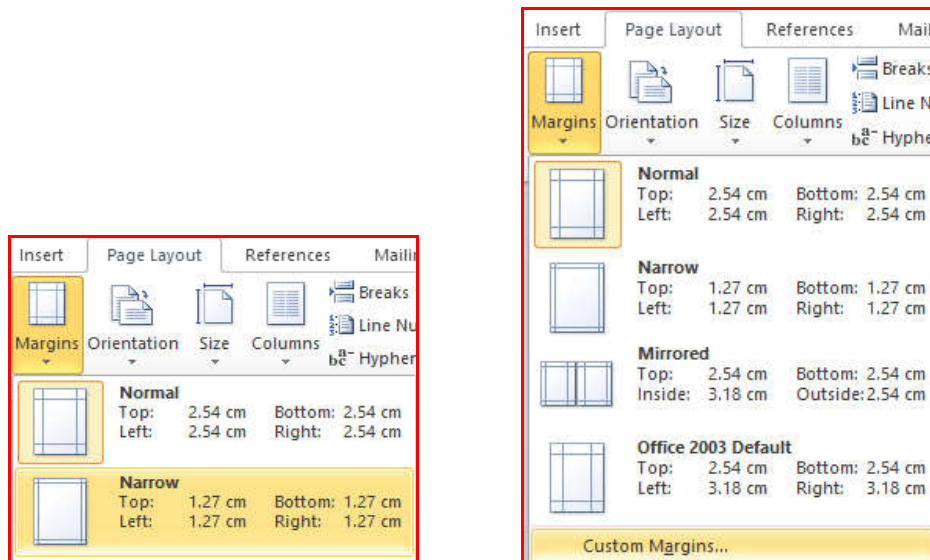 Insert Page Layout References Mailin
Breaks
Line Nu
Hypher
Margins Orientation Size Columns
Normal
Top: 2.54 cm Bottom: 2.54 cm
Left: 2.54 cm Right: 2.54 cm
Narrow
Top: 1.27 cm Bottom: 1.27 cm
Left: 1.27 cm Right: 1.27 cm
Insert Page Layout References Mail
Breaks
Line N
Hyphe
Margins Orientation Size Columns
Normal
Top: 2.54 cm Bottom: 2.54 cm
Left: 2.54 cm Right: 2.54 cm
Narrow
Top: 1.27 cm Bottom: 1.27 cm
Left: 1.27 cm Right: 1.27 cm
Mirrored
Top: 2.54 cm Bottom: 2.54 cm
Inside: 3.18 cm Outside: 2.54 cm
Office 2003 Default
Top: 2.54 cm Bottom: 2.54 cm
Left: 3.18 cm Right: 3.18 cm
Custom Margins...